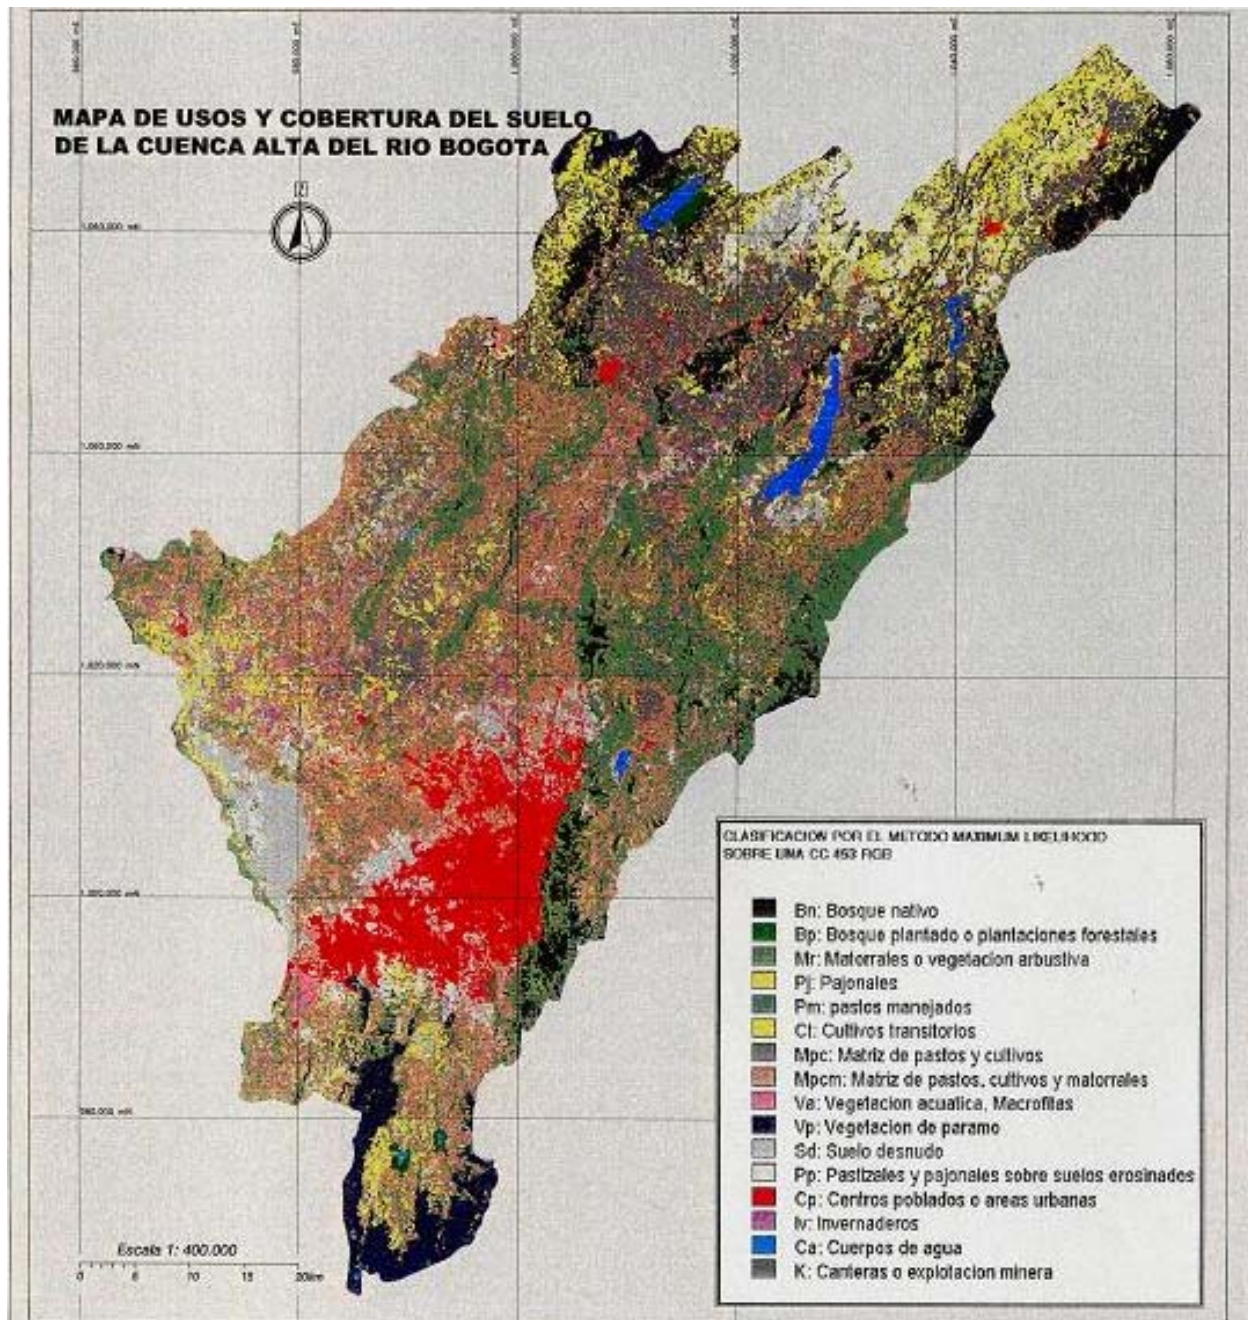 MAPA DE USOS Y COBERTURA DEL SUELO
DE LA CUENCA ALTA DEL RIO BOGOTA
CLASIFICACION POR EL METODO MAXIMUM LIKELIHOOD
SOBRE UNA CC 453 RGB
Bn: Bosque nativo
Bp: Bosque plantado o plantaciones forestales
Mr: Matorrales o vegetacion arbustiva
Pj: Pajonales
Pm: pastos manejados
Ct: Cultivos transitorios
Mpc: Matriz de pastos y cultivos
Mpcm: Matriz de pastos, cultivos y matorrales
Va: Vegetacion acuatica, Macrofitas
Vp: Vegetacion de paramo
Sd: Suelo desnudo
Pp: Pastizales y pajonales sobre suelos erosinados
Cp: Centros poblados o areas urbanas
Iv: Invernaderos
Ca: Cuerpos de agua
K: Canteras o explotacion minera
Escala 1: 400.000
0 5 10 15 20km